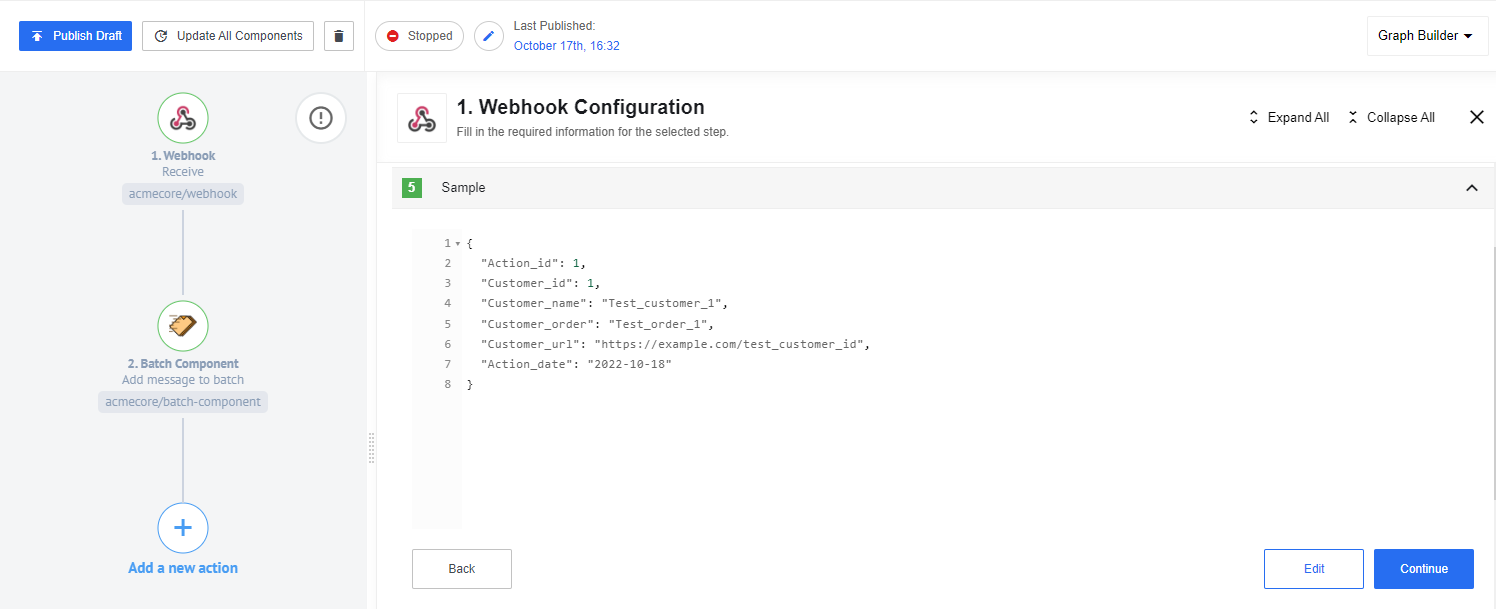 Publish Draft
Update All Components
Stopped
Last Published:
October 17th, 16:32
Graph Builder
1. Webhook
Receive
acmecore/webhook
2. Batch Component
Add message to batch
acmecore/batch-component
Add a new action
1. Webhook Configuration
Fill in the required information for the selected step.
Expand All
Collapse All
5 Sample
1 {
2 "Action_id": 1,
3 "Customer_id": 1,
4 "Customer_name": "Test_customer_1",
5 "Customer_order": "Test_order_1",
6 "Customer_url": "https://example.com/test_customer_id",
7 "Action_date": "2022-10-18"
8 }
Back
Edit
Continue